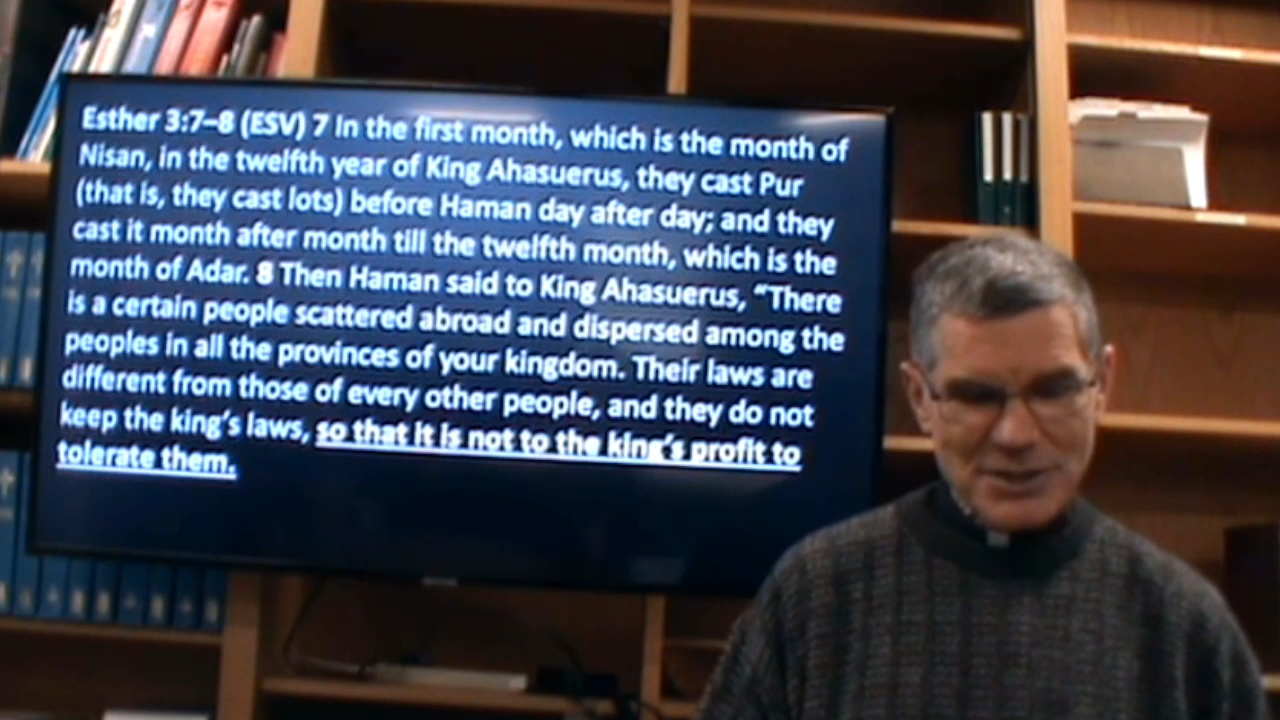 Esther 3:7–8 (ESV) 7 In the first month, which is the month of
Nisan, in the twelfth year of King Ahasuerus, they cast Pur
(that is, they cast lots) before Haman day after day; and they
cast it month after month till the twelfth month, which is the
month of Adar. 8 Then Haman said to King Ahasuerus, “There
is a certain people scattered abroad and dispersed among the
peoples in all the provinces of your kingdom. Their laws are
different from those of every other people, and they do not
keep the king’s laws, so that it is not to the king’s profit to
tolerate them.